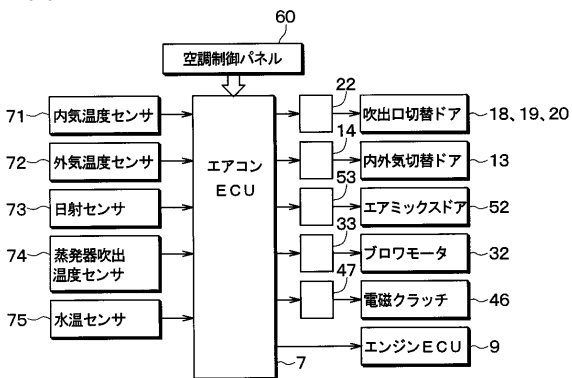 60
空調制御パネル
71
内気温度センサ
72
外気温度センサ
73
日射センサ
74
蒸発器吹出
温度センサ
75
水温センサ
エアコン
ECU
7
22
吹出口切替ドア
18、19、20
14
内外気切替ドア
13
53
エアミックスドア
52
33
ブロワモータ
32
47
電磁クラッチ
46
エンジンECU
9